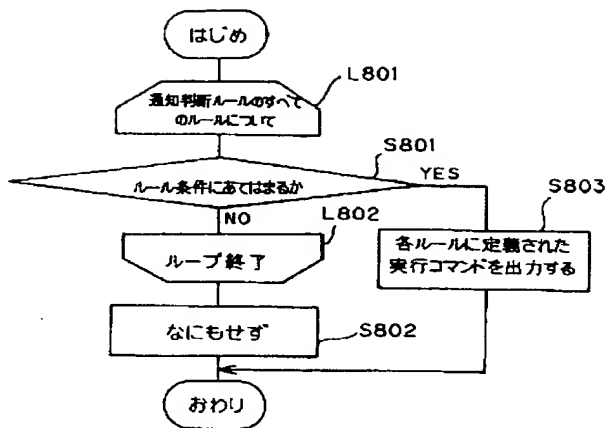 はじめ
L801
通知判断ルールのすべて
のルールについて
S801
ルール条件にあてはまるか
YES
S803
NO
L802
各ルールに定義された
実行コマンドを出力する
ループ終了
なにもせず
S802
おわり